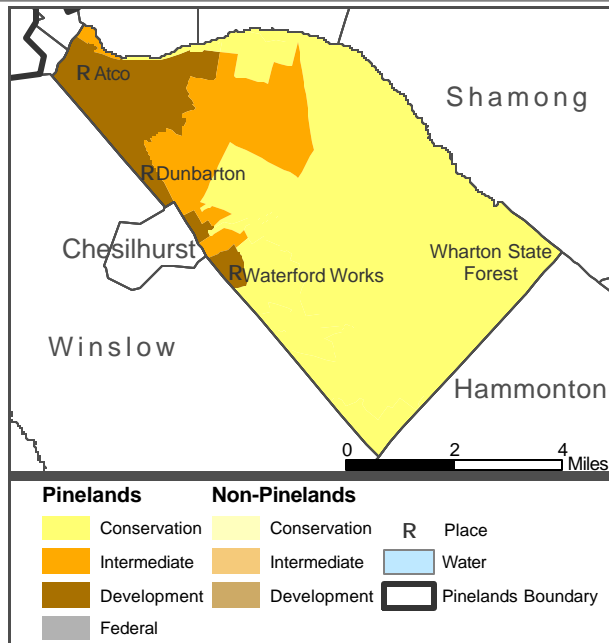 R Atco
Shamong
R Dunbarton
Chesilhurst
Wharton State
Forest
R Waterford Works
Winslow
Hammonton
0 2 4
Miles
Pinelands Non-Pinelands
Conservation Conservation R Place
Intermediate Intermediate Water
Development Development Pinelands Boundary
Federal